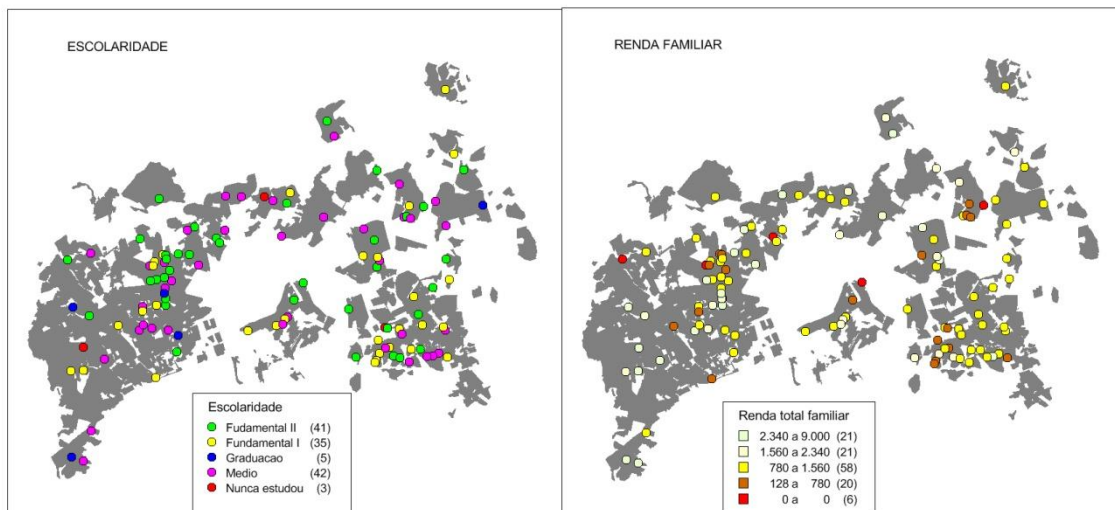 ESCOLARIDADE
Escolaridade
Fudamental II (41)
Fundamental I (35)
Graduacao (5)
Medio (42)
Nunca estudou (3)
RENDA FAMILIAR
Renda total familiar
2.340 a 9.000 (21)
1.560 a 2.340 (21)
780 a 1.560 (58)
128 a 780 (20)
0 a 0 (6)